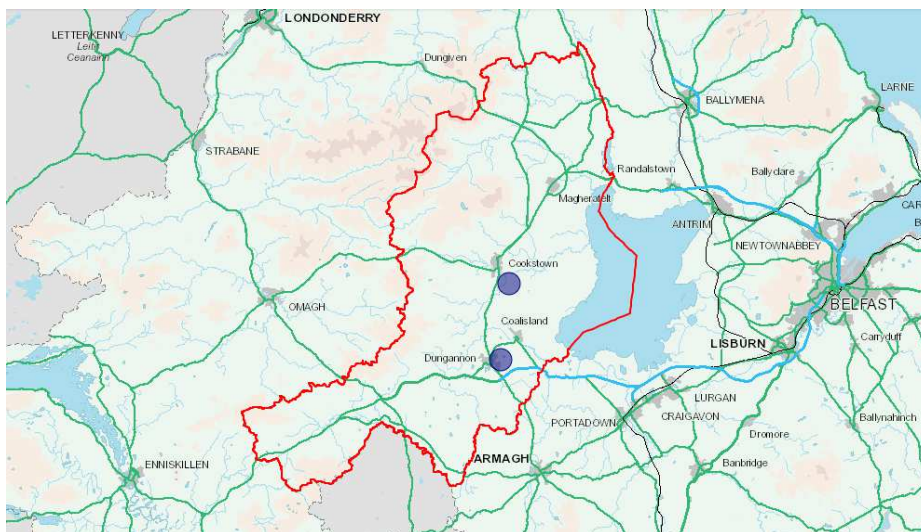 LONDONDERRY
LETTERKENNY
Leitir
Ceanainn
Dungiven
BALLYMENA
LARNE
STRABANE
Randalstown
Ballyclare
Magherafelt
ANTRIM
NEWTOWNABBEY
Cookstown
OMAGH
BELFAST
Coalisland
LISBURN
Carryduff
Dungannon
LURGAN
PORTADOWN
CRAIGAVON
Ballynahinch
Dromore
ENNISKILLEN
ARMAGH
Banbridge